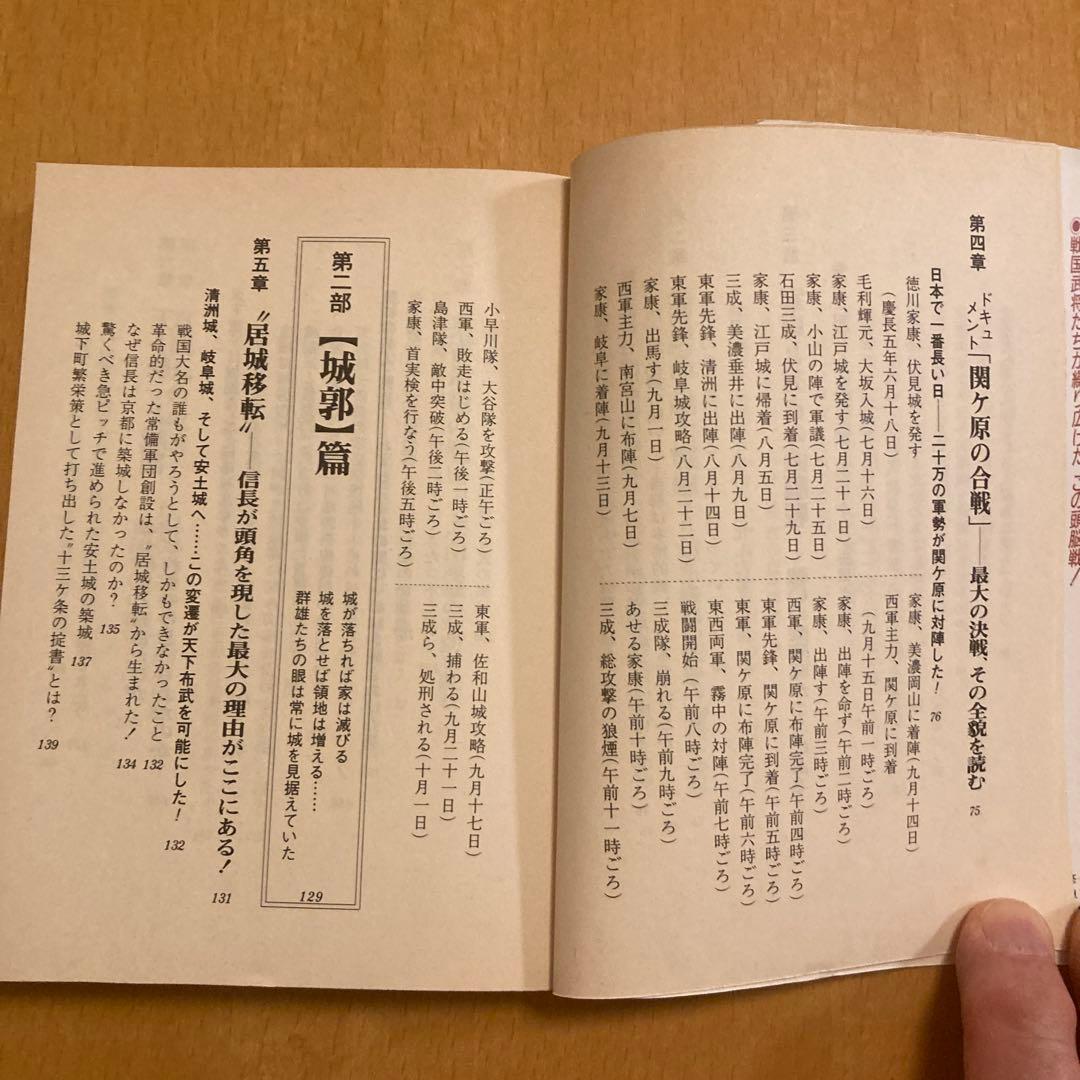 ●戦国武将たちが繰り広げた、この頭脳戦!
第四章 ドキュメント「関ケ原の合戦」――最大の決戦、その全貌を読む 75
日本で一番長い日――二十万の軍勢が関ケ原に対陣した! 76
徳川家康、伏見城を発す
(慶長五年六月十八日)
毛利輝元、大坂入城(七月十六日)
家康、江戸城を発す(七月二十一日)
家康、小山の陣で軍議(七月二十五日)
石田三成、伏見に到着(七月二十九日)
家康、江戸城に帰着(八月五日)
三成、美濃垂井に出陣(八月九日)
東軍先鋒、清洲に出陣(八月十四日)
東軍先鋒、岐阜城攻略(八月二十二日)
家康、出馬す(九月一日)
西軍主力、南宮山に布陣(九月七日)
家康、岐阜に着陣(九月十三日)
家康、美濃岡山に着陣(九月十四日)
西軍主力、関ケ原に到着
(九月十五日午前一時ごろ)
家康、出陣を命ず(午前二時ごろ)
家康、出陣す(午前三時ごろ)
西軍、関ケ原に布陣完了(午前四時ごろ)
東軍先鋒、関ケ原に到着(午前五時ごろ)
東軍、関ケ原に布陣完了(午前六時ごろ)
東西両軍、霧中の対陣(午前七時ごろ)
戦闘開始(午前八時ごろ)
三成隊、崩れる(午前九時ごろ)
あせる家康(午前十時ごろ)
三成、総攻撃の狼煙(午前十一時ごろ)
小早川隊、大谷隊を攻撃(正午ごろ)
西軍、敗走はじめる(午後一時ごろ)
島津隊、敵中突破(午後二時ごろ)
家康、首実検を行なう(午後五時ごろ)
東軍、佐和山城攻略(九月十七日)
三成、捕わる(九月二十一日)
三成ら、処刑される(十月一日)
第二部 【城郭】篇
城が落ちれば家は滅びる
城を落とせば領地は増える……
群雄たちの眼は常に城を見据えていた
129
第五章 “居城移転”――信長が頭角を現した最大の理由がここにある! 131
清洲城、岐阜城、そして安土城へ……この変遷が天下布武を可能にした! 132
戦国大名の誰もがやろうとして、しかもできなかったこと 132
革命的だった常備軍団創設は、“居城移転”から生まれた! 134
なぜ信長は京都に築城しなかったのか? 135
驚くべき急ピッチで進められた安土城の築城 137
城下町繁栄策として打ち出した“十三ケ条の掟書”とは? 139